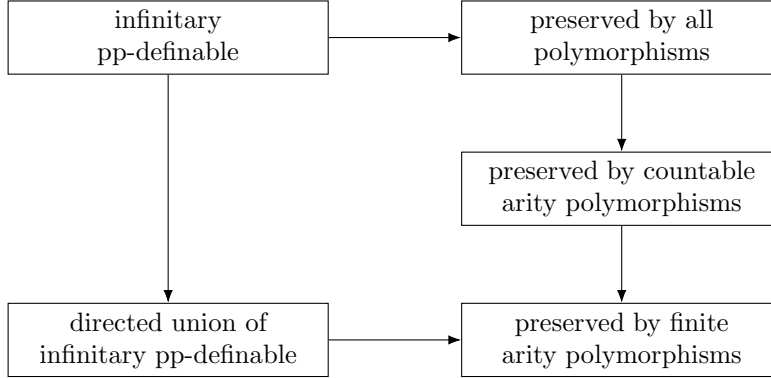 infinitary
pp-definable
preserved by all
polymorphisms
preserved by countable
arity polymorphisms
directed union of
infinitary pp-definable
preserved by finite
arity polymorphisms